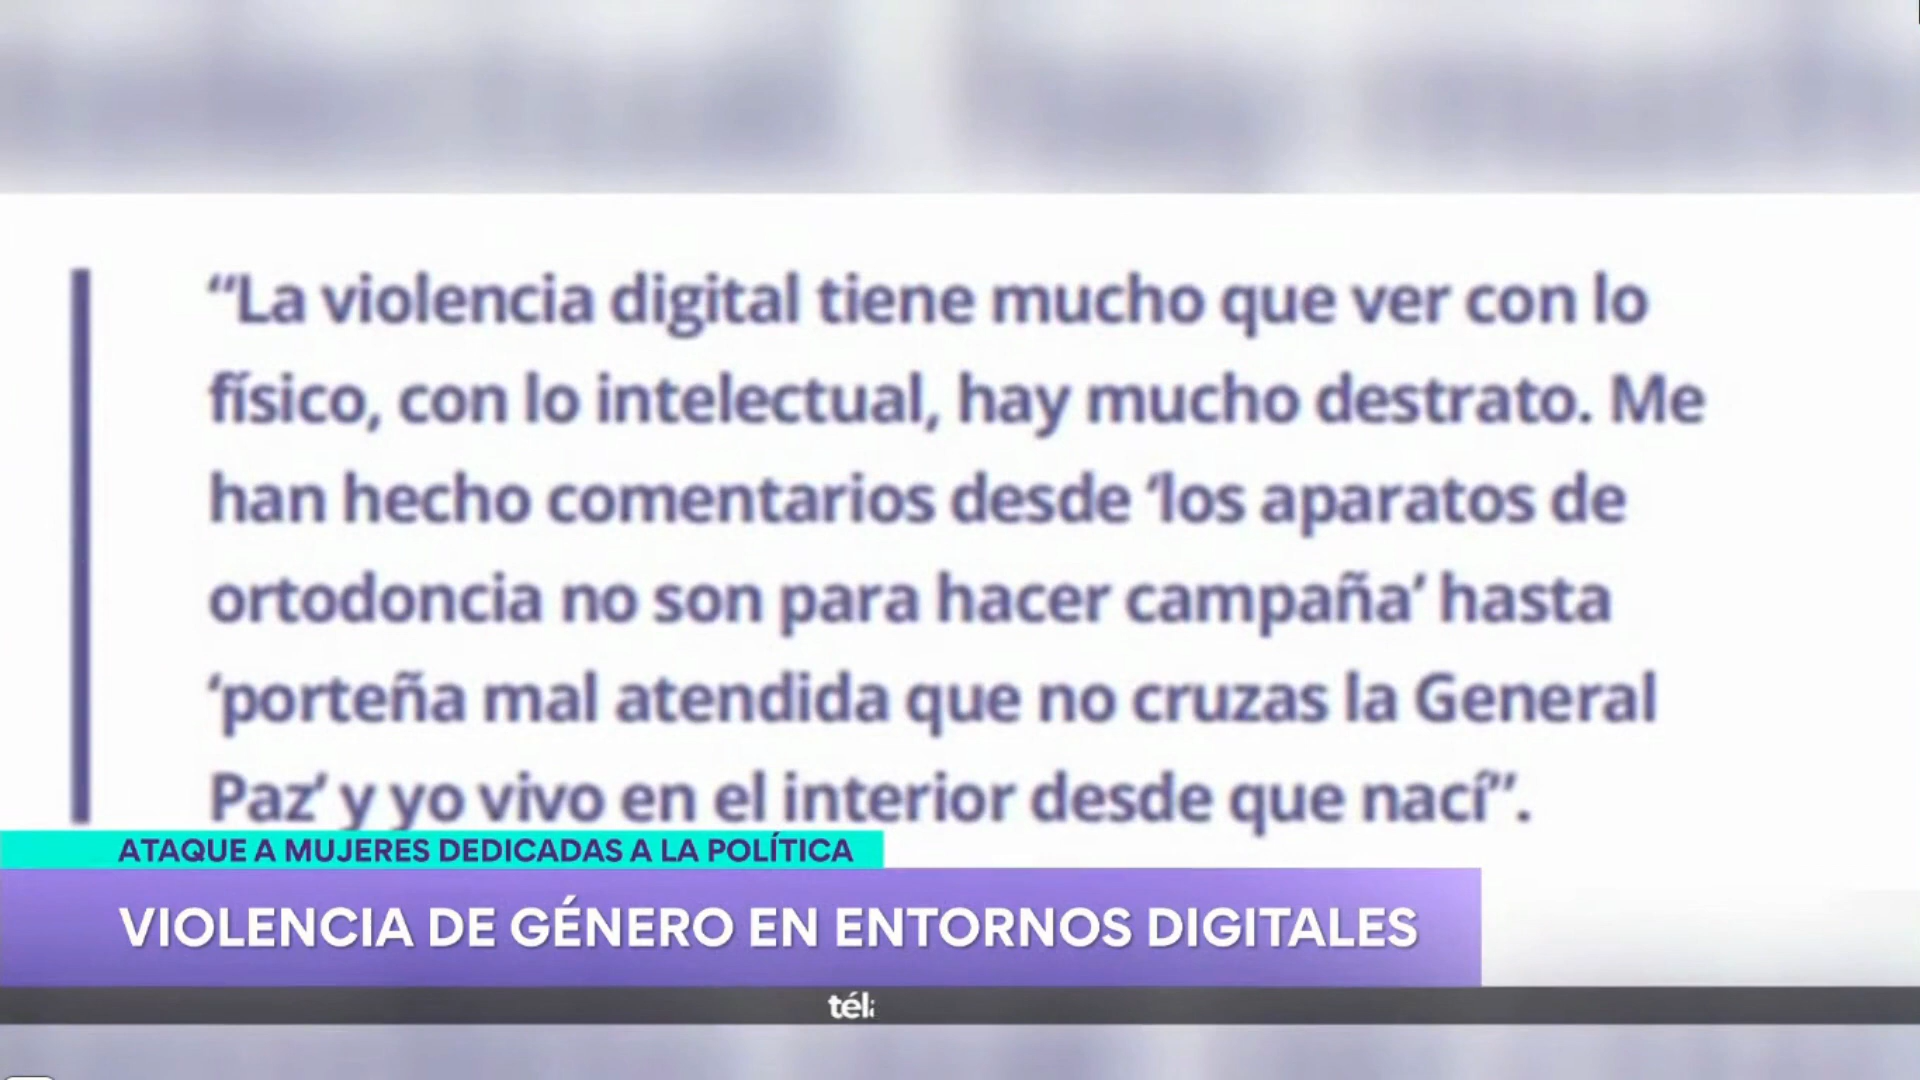 “La violencia digital tiene mucho que ver con lo
físico, con lo intelectual, hay mucho destrato. Me
han hecho comentarios desde ‘los aparatos de
ortodoncia no son para hacer campaña’ hasta
‘porteña mal atendida que no cruzas la General
Paz’ y yo vivo en el interior desde que nací”.
ATAQUE A MUJERES DEDICADAS A LA POLÍTICA
VIOLENCIA DE GÉNERO EN ENTORNOS DIGITALES